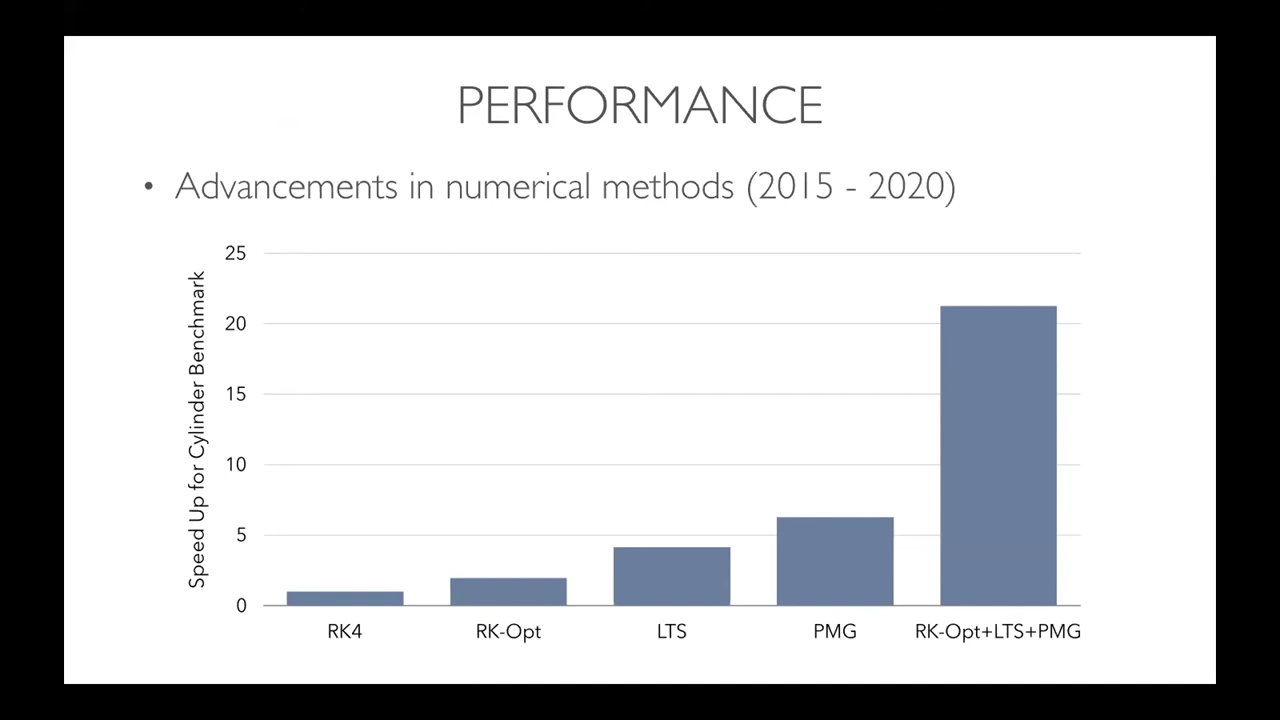 PERFORMANCE
• Advancements in numerical methods (2015 - 2020)
Speed Up for Cylinder Benchmark
25
20
15
10
5
0
RK4 RK-Opt LTS PMG RK-Opt+LTS+PMG